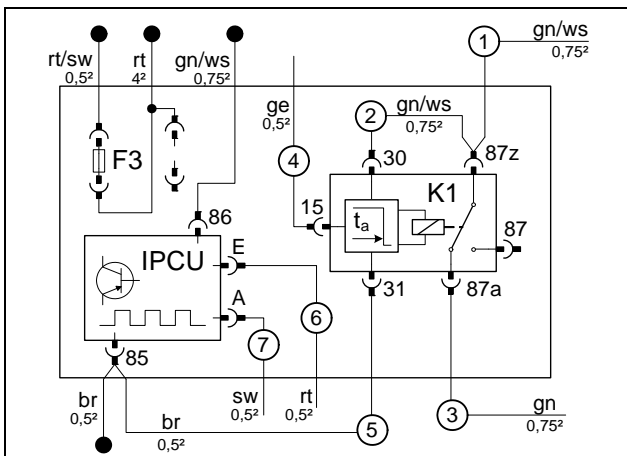 rt/sw
0,5²
rt
4²
gn/ws
0,75²
1
gn/ws
0,75²
ge
0,5²
2
gn/ws
0,75²
F3
4
30
87z
K1
15
tₐ
87
86
IPCU
E
31
87a
A
6
7
85
br
0,5²
br
0,5²
sw
0,5²
rt
0,5²
5
3
gn
0,75²